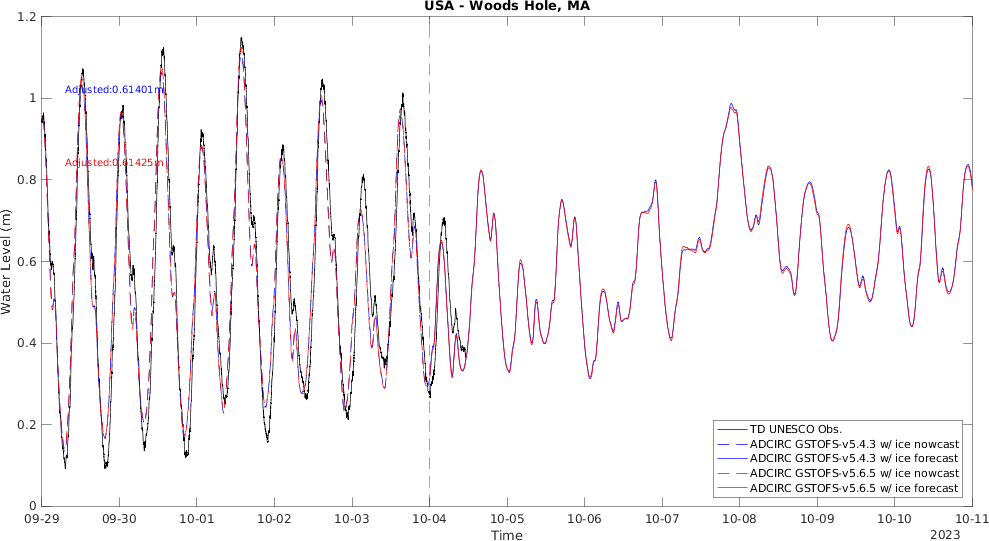 USA - Woods Hole, MA
1.2
1
0.8
0.6
0.4
0.2
0
Water Level (m)
Adjusted:0.61401m
Adjusted:0.61425m
TD UNESCO Obs.
ADCIRC GSTOFS-v5.4.3 w/ ice nowcast
ADCIRC GSTOFS-v5.4.3 w/ ice forecast
ADCIRC GSTOFS-v5.6.5 w/ ice nowcast
ADCIRC GSTOFS-v5.6.5 w/ ice forecast
09-29 09-30 10-01 10-02 10-03 10-04 10-05 10-06 10-07 10-08 10-09 10-10 10-11
Time
2023